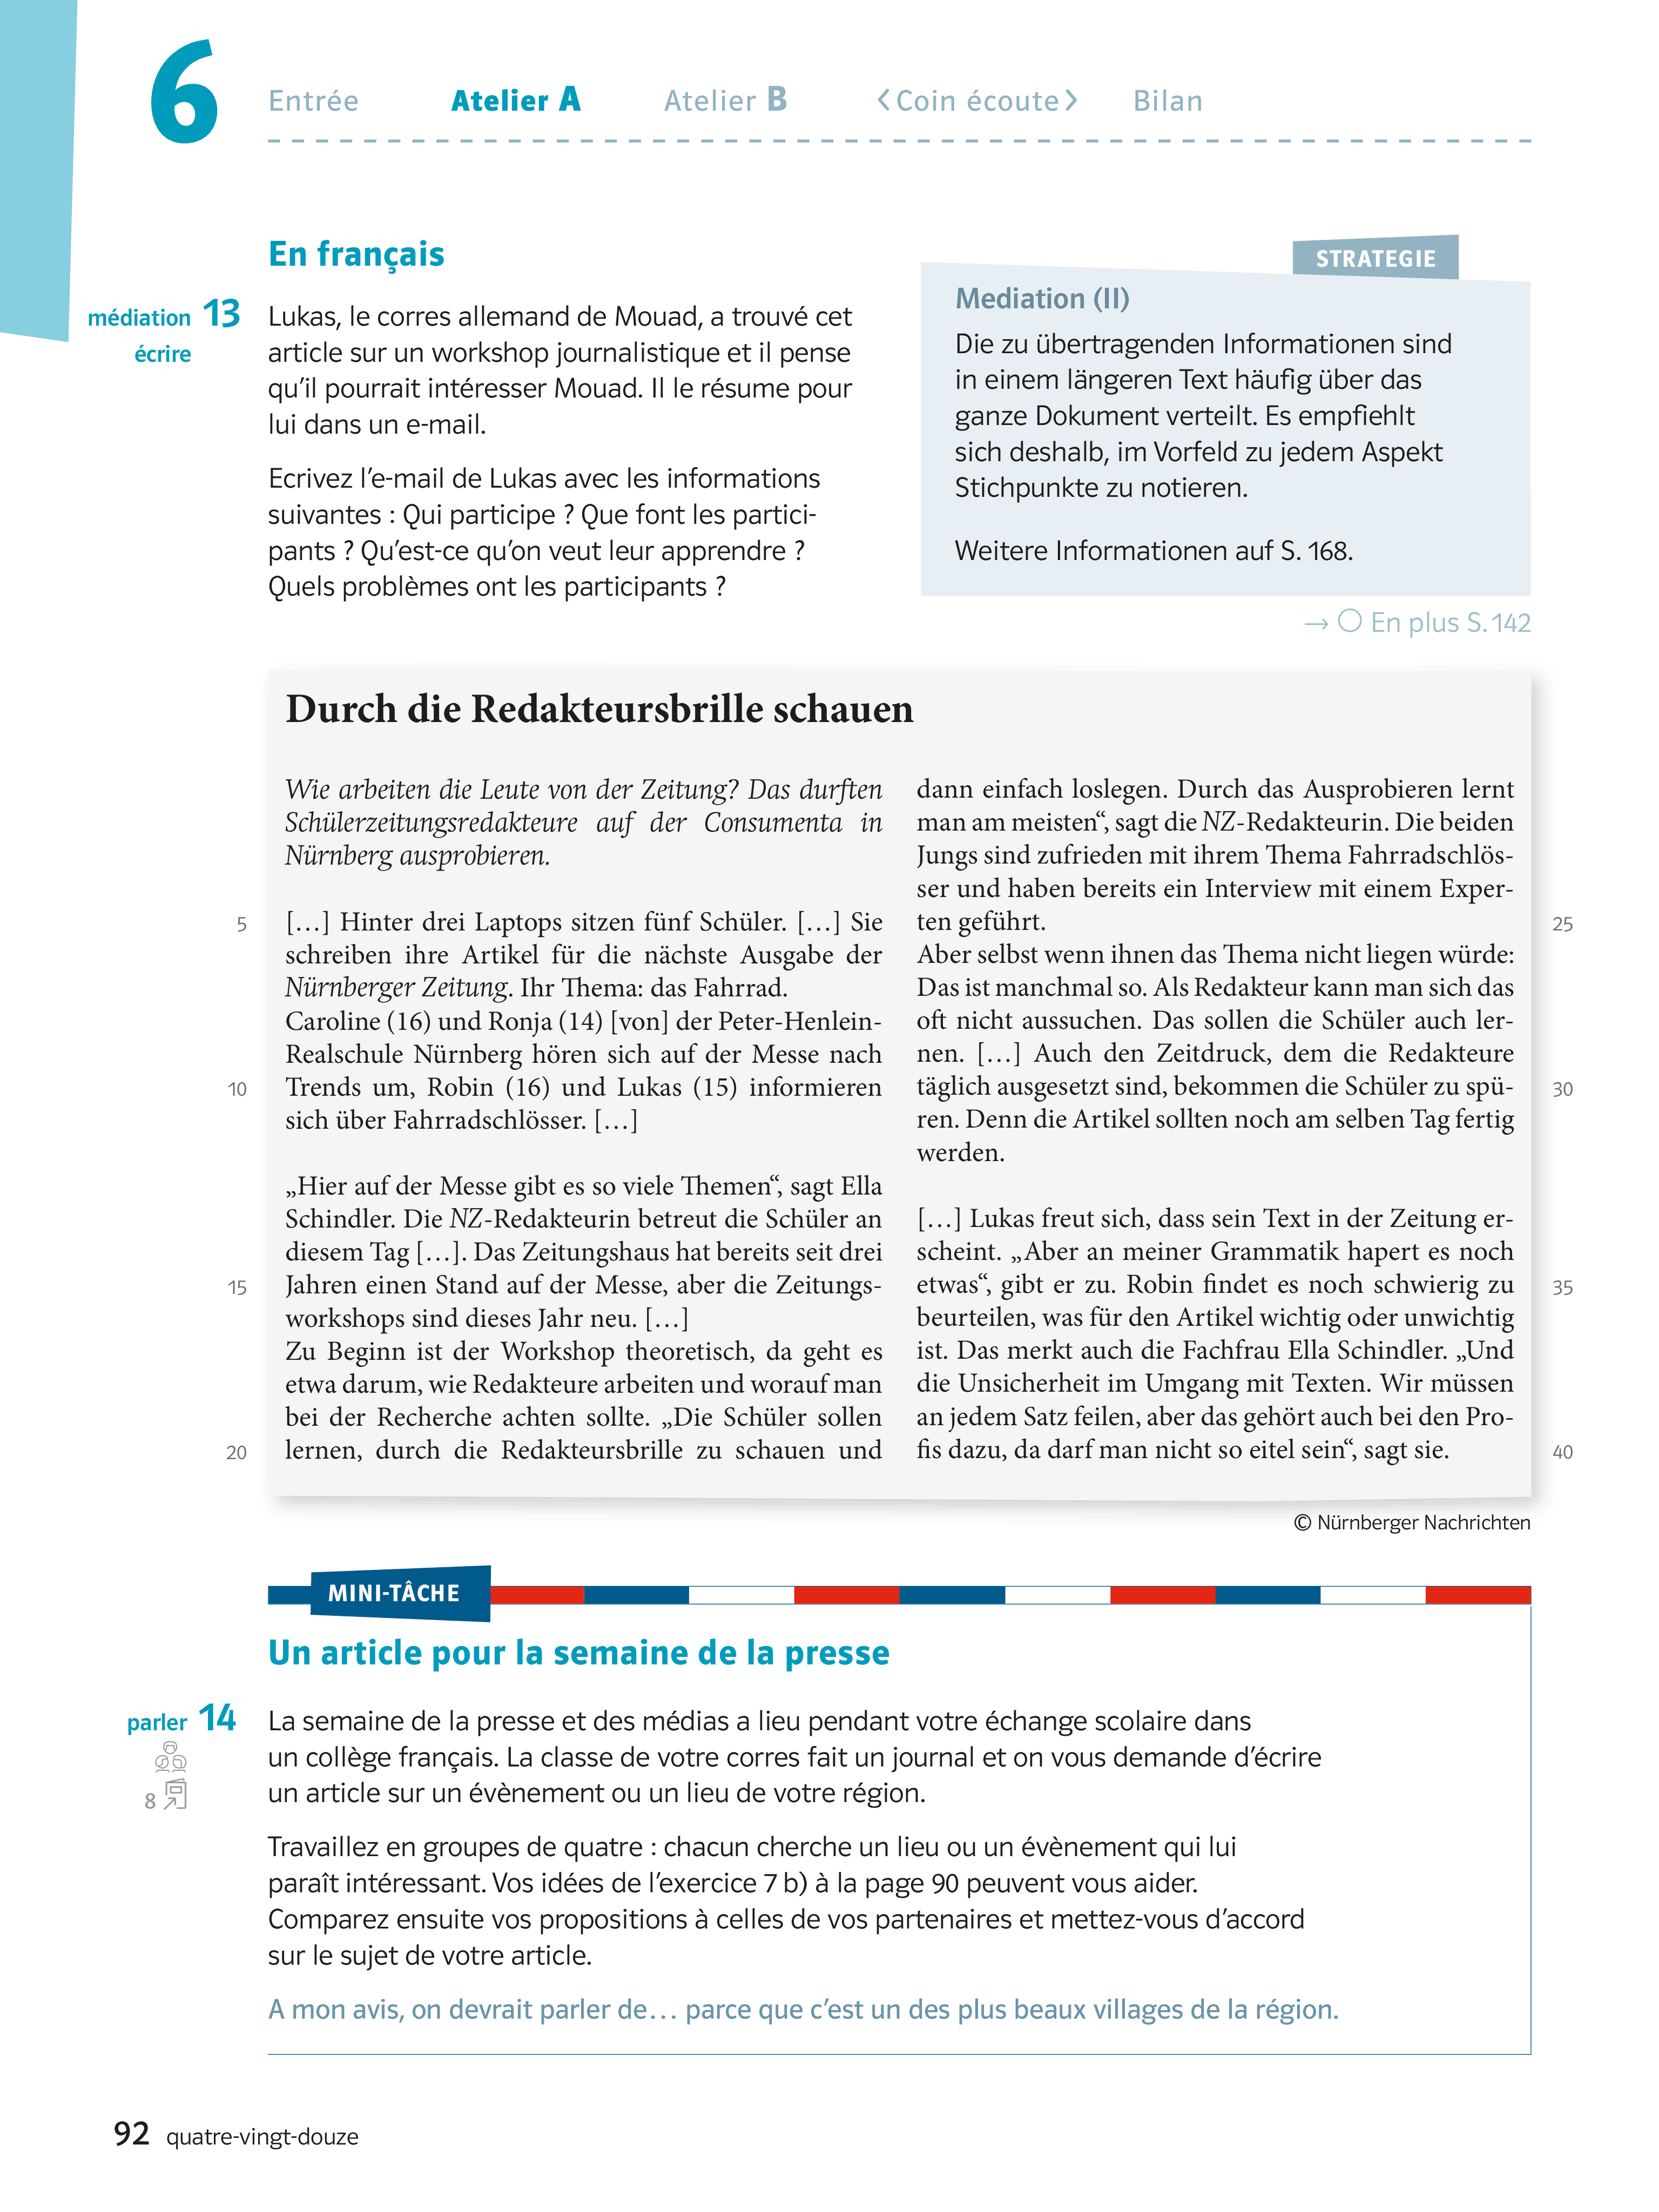 6
Entrée Atelier A Atelier B ‹Coin écoute› Bilan
En français
médiation 13
écrire
Lukas, le corres allemand de Mouad, a trouvé cet
article sur un workshop journalistique et il pense
qu’il pourrait intéresser Mouad. Il le résume pour
lui dans un e-mail.
Ecrivez l’e-mail de Lukas avec les informations
suivantes : Qui participe ? Que font les partici-
pants ? Qu’est-ce qu’on veut leur apprendre ?
Quels problèmes ont les participants ?
STRATEGIE
Mediation (II)
Die zu übertragenden Informationen sind
in einem längeren Text häufig über das
ganze Dokument verteilt. Es empfiehlt
sich deshalb, im Vorfeld zu jedem Aspekt
Stichpunkte zu notieren.
Weitere Informationen auf S. 168.
→ ○ En plus S. 142
Durch die Redakteursbrille schauen
Wie arbeiten die Leute von der Zeitung? Das durften
Schülerzeitungsredakteure auf der Consumenta in
Nürnberg ausprobieren.
5 […] Hinter drei Laptops sitzen fünf Schüler. […] Sie
schreiben ihre Artikel für die nächste Ausgabe der
Nürnberger Zeitung. Ihr Thema: das Fahrrad.
Caroline (16) und Ronja (14) [von] der Peter-Henlein-
Realschule Nürnberg hören sich auf der Messe nach
10 Trends um, Robin (16) und Lukas (15) informieren
sich über Fahrradschlösser. […]
„Hier auf der Messe gibt es so viele Themen“, sagt Ella
Schindler. Die NZ-Redakteurin betreut die Schüler an
diesem Tag […]. Das Zeitungshaus hat bereits seit drei
15 Jahren einen Stand auf der Messe, aber die Zeitungs-
workshops sind dieses Jahr neu. […]
Zu Beginn ist der Workshop theoretisch, da geht es
etwa darum, wie Redakteure arbeiten und worauf man
bei der Recherche achten sollte. „Die Schüler sollen
20 lernen, durch die Redakteursbrille zu schauen und
dann einfach loslegen. Durch das Ausprobieren lernt
man am meisten“, sagt die NZ-Redakteurin. Die beiden
Jungs sind zufrieden mit ihrem Thema Fahrradschlös-
ser und haben bereits ein Interview mit einem Exper-
ten geführt. 25
Aber selbst wenn ihnen das Thema nicht liegen würde:
Das ist manchmal so. Als Redakteur kann man sich das
oft nicht aussuchen. Das sollen die Schüler auch ler-
nen. […] Auch den Zeitdruck, dem die Redakteure
täglich ausgesetzt sind, bekommen die Schüler zu spü- 30
ren. Denn die Artikel sollten noch am selben Tag fertig
werden.
[…] Lukas freut sich, dass sein Text in der Zeitung er-
scheint. „Aber an meiner Grammatik hapert es noch
etwas“, gibt er zu. Robin findet es noch schwierig zu 35
beurteilen, was für den Artikel wichtig oder unwichtig
ist. Das merkt auch die Fachfrau Ella Schindler. „Und
die Unsicherheit im Umgang mit Texten. Wir müssen
an jedem Satz feilen, aber das gehört auch bei den Pro-
fis dazu, da darf man nicht so eitel sein“, sagt sie. 40
© Nürnberger Nachrichten
MINI-TÂCHE
Un article pour la semaine de la presse
parler 14
8
La semaine de la presse et des médias a lieu pendant votre échange scolaire dans
un collège français. La classe de votre corres fait un journal et on vous demande d’écrire
un article sur un évènement ou un lieu de votre région.
Travaillez en groupes de quatre : chacun cherche un lieu ou un évènement qui lui
paraît intéressant. Vos idées de l’exercice 7 b) à la page 90 peuvent vous aider.
Comparez ensuite vos propositions à celles de vos partenaires et mettez-vous d’accord
sur le sujet de votre article.
A mon avis, on devrait parler de… parce que c’est un des plus beaux villages de la région.
92 quatre-vingt-douze